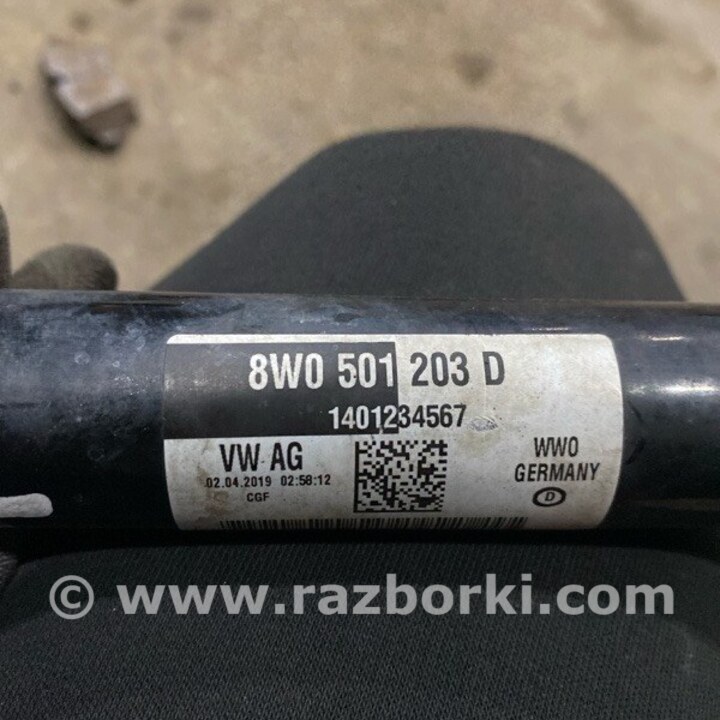 8W0 501 203 D
1401234567
VW AG
02.04.2019 02:58:12
CGF
WWO
GERMANY
D
© www.razborki.com